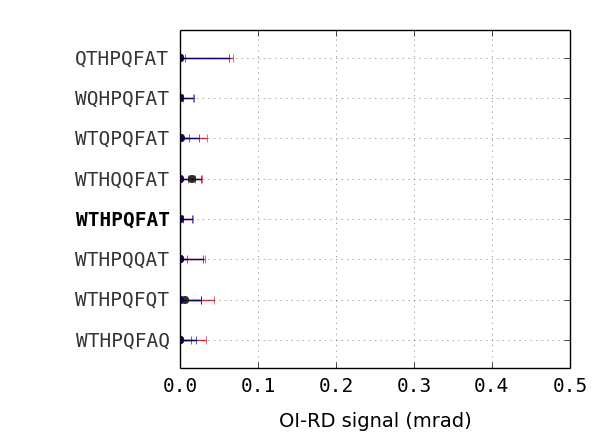 QTHPQFAT
WQHPQFAT
WTQPQFAT
WTHQQFAT
WTHPQFAT
WTHPQQAT
WTHPQFQT
WTHPQFAQ
0.0 0.1 0.2 0.3 0.4 0.5
OI-RD signal (mrad)